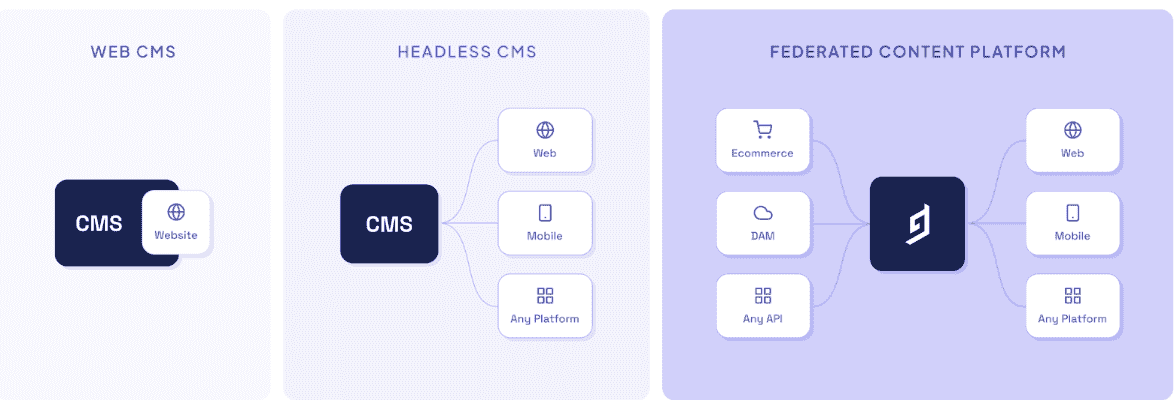 WEB CMS
CMS
Website
HEADLESS CMS
CMS
Web
Mobile
Any Platform
FEDERATED CONTENT PLATFORM
Ecommerce
DAM
Any API
Web
Mobile
Any Platform